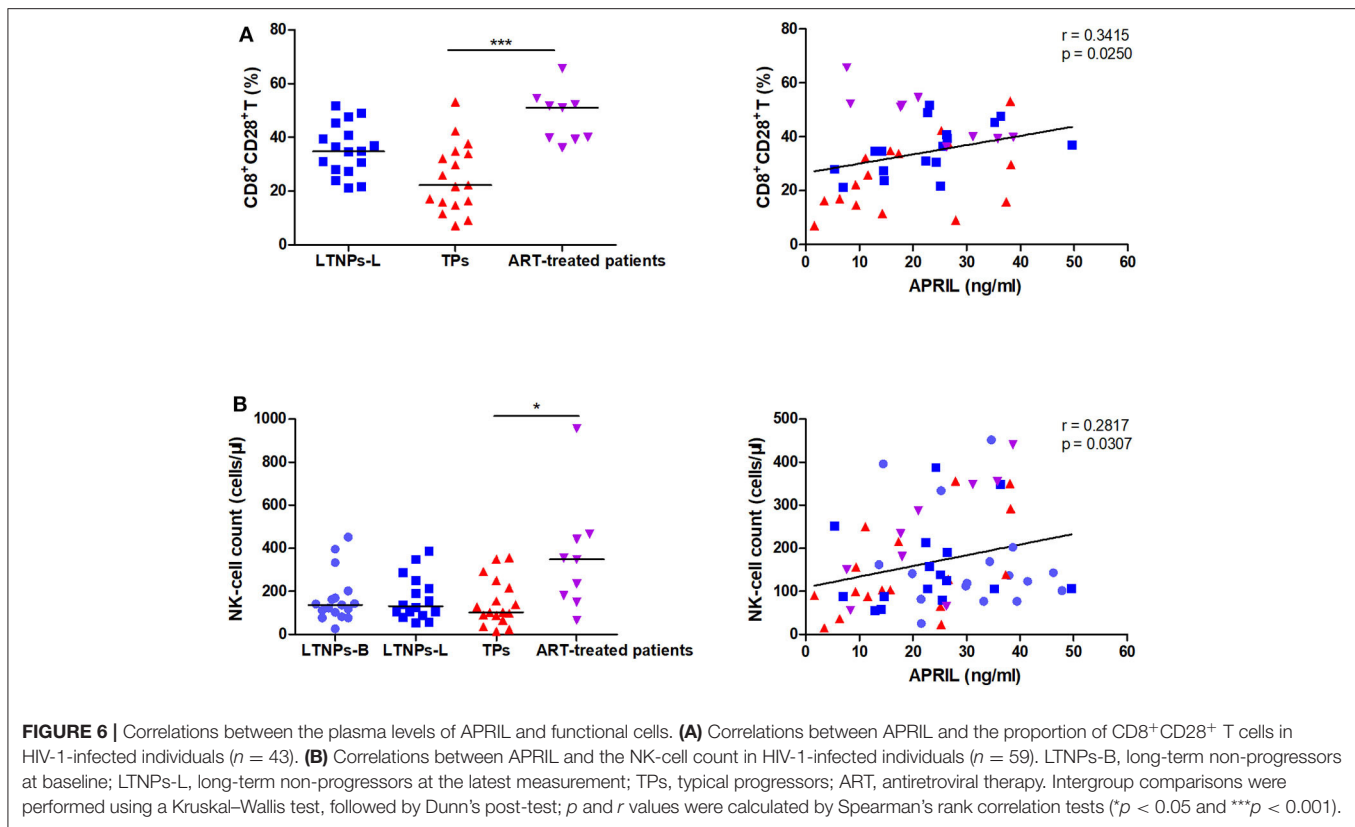 A
CD8⁺CD28⁺T (%)
80
60
40
20
0
***
LTNPs-L TPs ART-treated patients
CD8⁺CD28⁺T (%)
80
60
40
20
0
r = 0.3415
p = 0.0250
0 10 20 30 40 50 60
APRIL (ng/ml)
B
NK-cell count (cells/μl)
1000
800
600
400
200
0
*
LTNPs-B LTNPs-L TPs ART-treated patients
NK-cell count (cells/μl)
500
400
300
200
100
0
r = 0.2817
p = 0.0307
0 10 20 30 40 50 60
APRIL (ng/ml)
FIGURE 6 | Correlations between the plasma levels of APRIL and functional cells. (A) Correlations between APRIL and the proportion of CD8⁺CD28⁺ T cells in
HIV-1-infected individuals (n = 43). (B) Correlations between APRIL and the NK-cell count in HIV-1-infected individuals (n = 59). LTNPs-B, long-term non-progressors
at baseline; LTNPs-L, long-term non-progressors at the latest measurement; TPs, typical progressors; ART, antiretroviral therapy. Intergroup comparisons were
performed using a Kruskal–Wallis test, followed by Dunn's post-test; p and r values were calculated by Spearman's rank correlation tests (*p < 0.05 and ***p < 0.001).